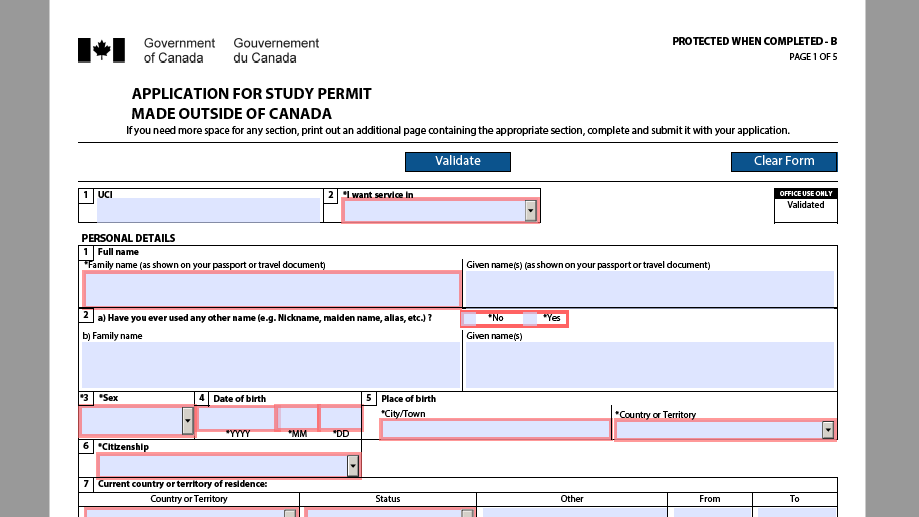 Government Gouvernement
of Canada du Canada
PROTECTED WHEN COMPLETED - B
PAGE 1 OF 5
APPLICATION FOR STUDY PERMIT
MADE OUTSIDE OF CANADA
If you need more space for any section, print out an additional page containing the appropriate section, complete and submit it with your application.
Validate Clear Form
1 UCI 2 *I want service in OFFICE USE ONLY
Validated
PERSONAL DETAILS
1 Full name
*Family name (as shown on your passport or travel document) Given name(s) (as shown on your passport or travel document)
2 a) Have you ever used any other name (e.g. Nickname, maiden name, alias, etc.) ? *No *Yes
b) Family name Given name(s)
*3 *Sex 4 Date of birth 5 Place of birth
*City/Town *Country or Territory
*YYYY *MM *DD
6 *Citizenship
7 Current country or territory of residence:
Country or Territory Status Other From To